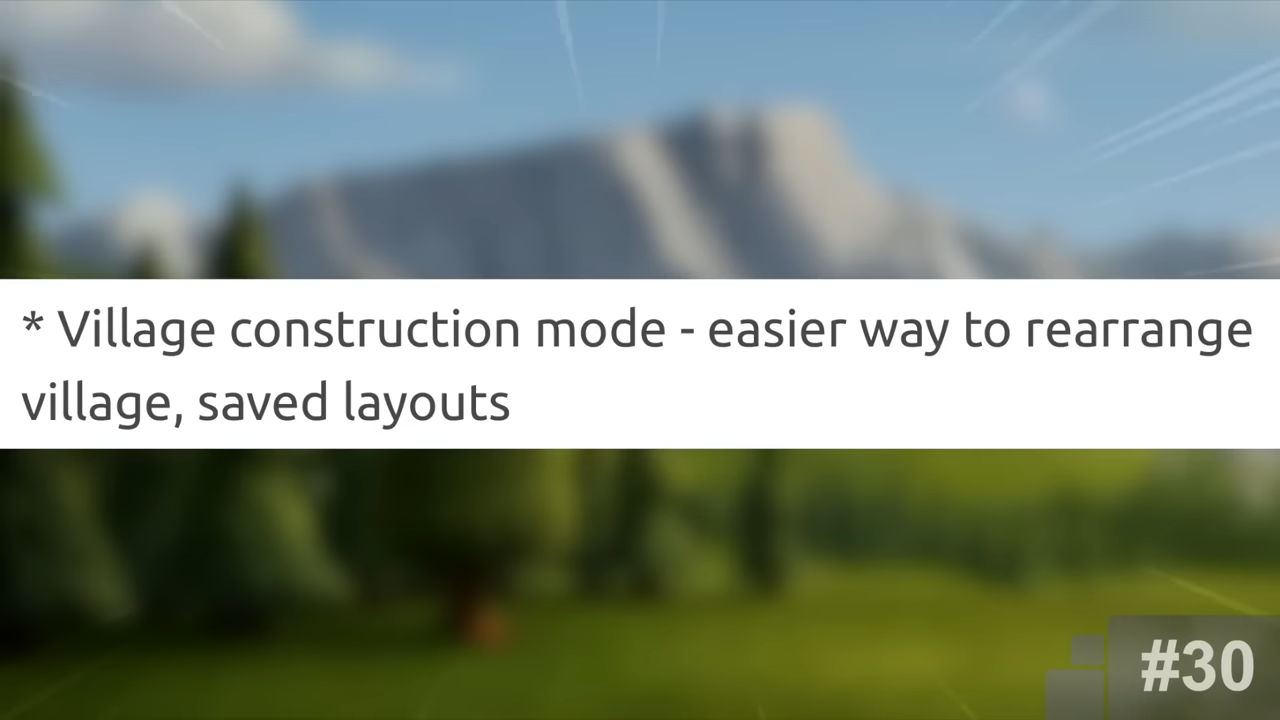 * Village construction mode - easier way to rearrange
village, saved layouts
#30